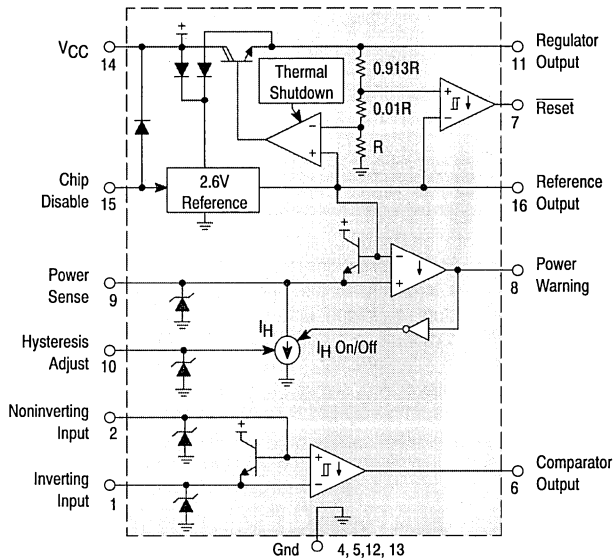 VCC
14
+
Thermal
Shutdown
0.913R
0.01R
R
Regulator
Output
11
+
-
Reset
7
-
+
Chip
Disable
15
2.6V
Reference
Reference
Output
16
+
-
+
Power
Warning
8
Power
Sense
9
IH
IH On/Off
Hysteresis
Adjust
10
Noninverting
Input
2
+
-
+
Inverting
Input
1
Comparator
Output
6
Gnd
4, 5,12, 13